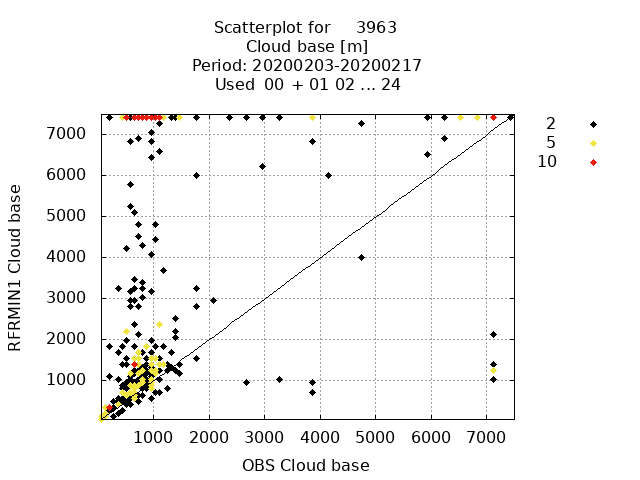 Scatterplot for 3963
Cloud base [m]
Period: 20200203-20200217
Used 00 + 01 02 ... 24
2
5
10
7000
6000
5000
4000
3000
2000
1000
RFRMIN1 Cloud base
1000 2000 3000 4000 5000 6000 7000
OBS Cloud base